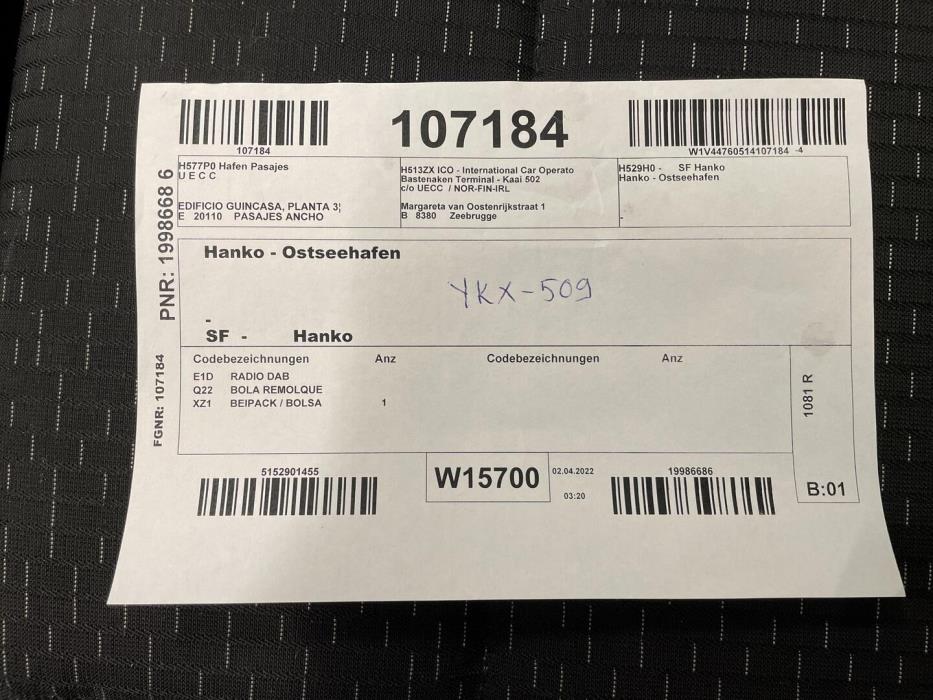 107184
107184
W1V44760514107184 -4
H577P0 Hafen Pasajes
U E C C
EDIFICIO GUINCASA, PLANTA 3¦
E 20110 PASAJES ANCHO
H513ZX ICO - International Car Operato
Bastenaken Terminal - Kaai 502
c/o UECC / NOR-FIN-IRL
Margareta van Oostenrijkstraat 1
B 8380 Zeebrugge
H529H0 - SF Hanko
Hanko - Ostseehafen
-
PNR: 1998668 6
Hanko - Ostseehafen
YKX-509
-
SF - Hanko
FGNR: 107184
Codebezeichnungen Anz Codebezeichnungen Anz
E1D RADIO DAB
Q22 BOLA REMOLQUE
XZ1 BEIPACK / BOLSA 1
1081 R
B:01
5152901455
W15700
02.04.2022
03:20
19986686